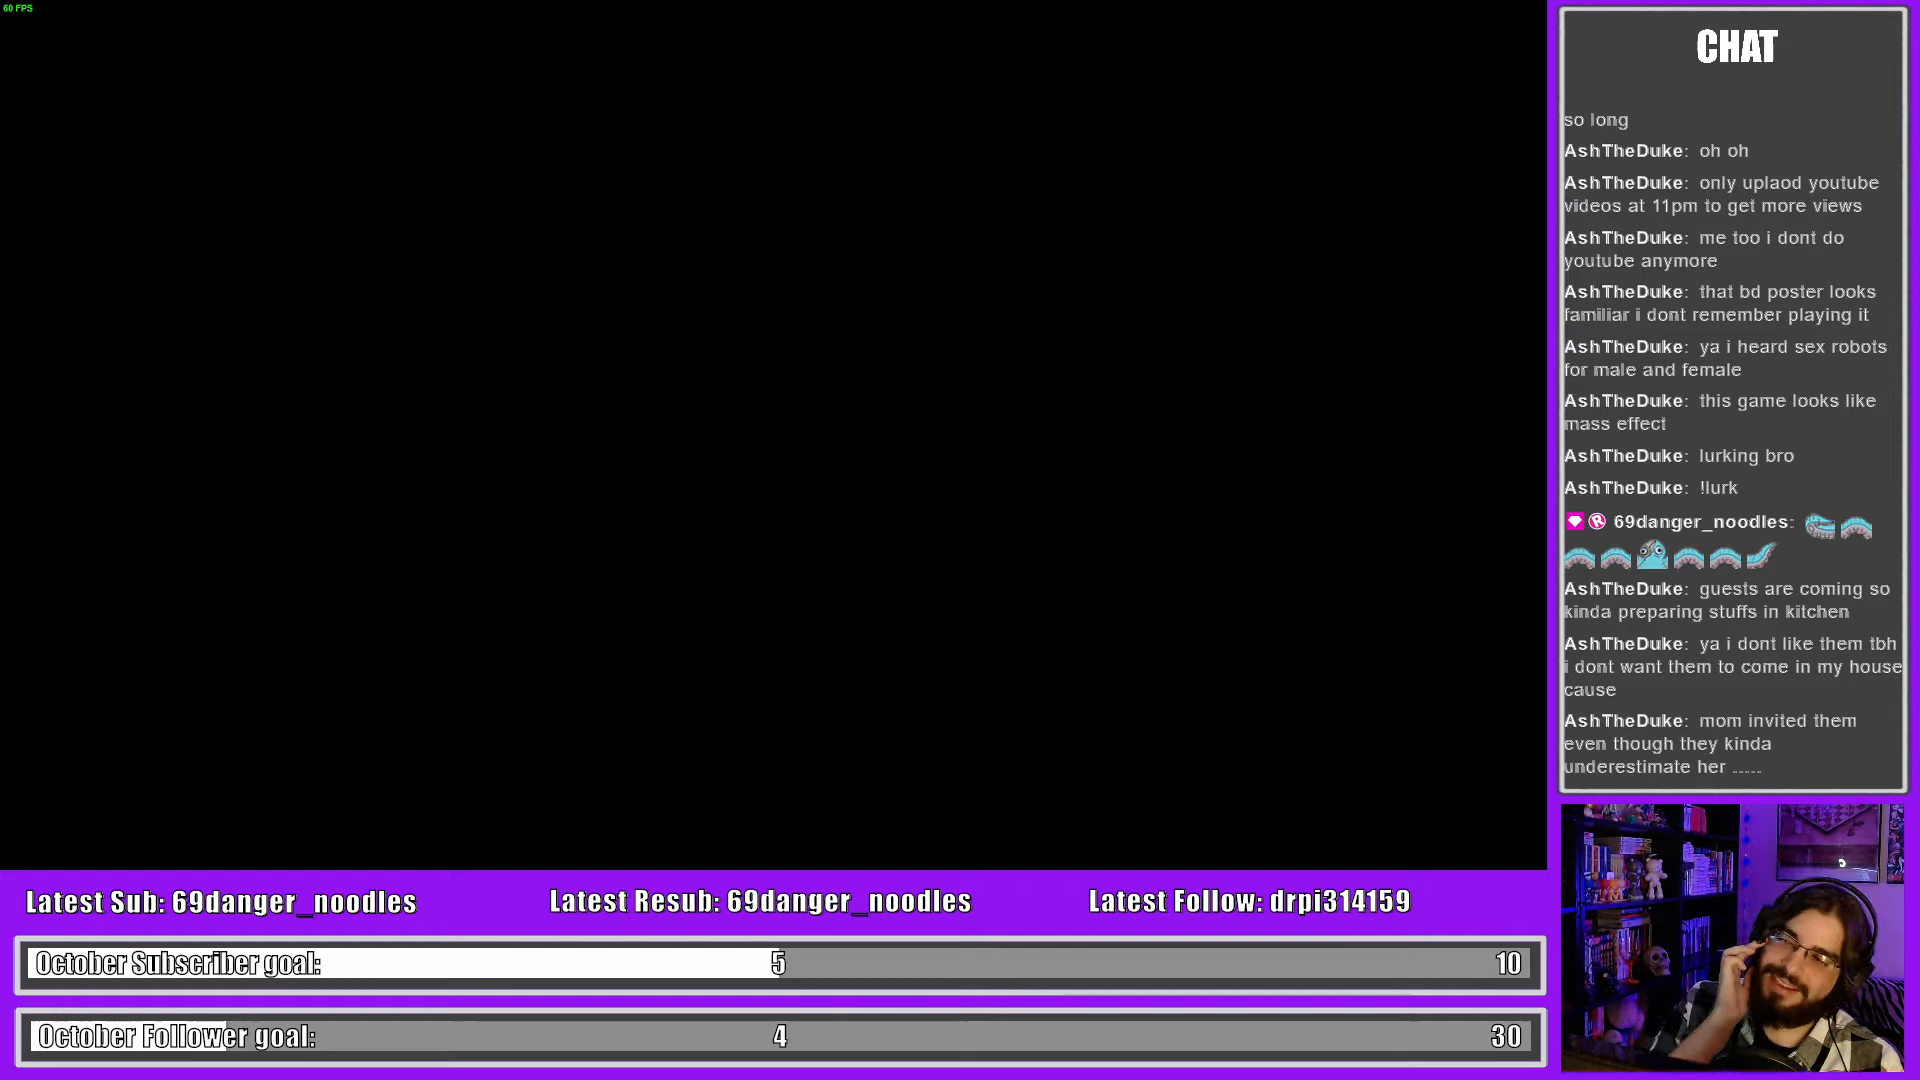 60 FPS
CHAT
so long
AshTheDuke: oh oh
AshTheDuke: only uplaod youtube
videos at 11pm to get more views
AshTheDuke: me too i dont do
youtube anymore
AshTheDuke: that bd poster looks
familiar i dont remember playing it
AshTheDuke: ya i heard sex robots
for male and female
AshTheDuke: this game looks like
mass effect
AshTheDuke: lurking bro
AshTheDuke: !lurk
69danger_noodles:
AshTheDuke: guests are coming so
kinda preparing stuffs in kitchen
AshTheDuke: ya i dont like them tbh
i dont want them to come in my house
cause
AshTheDuke: mom invited them
even though they kinda
underestimate her .....
Latest Sub: 69danger_noodles
Latest Resub: 69danger_noodles
Latest Follow: drpi314159
October Subscriber goal: 5 10
October Follower goal: 4 30